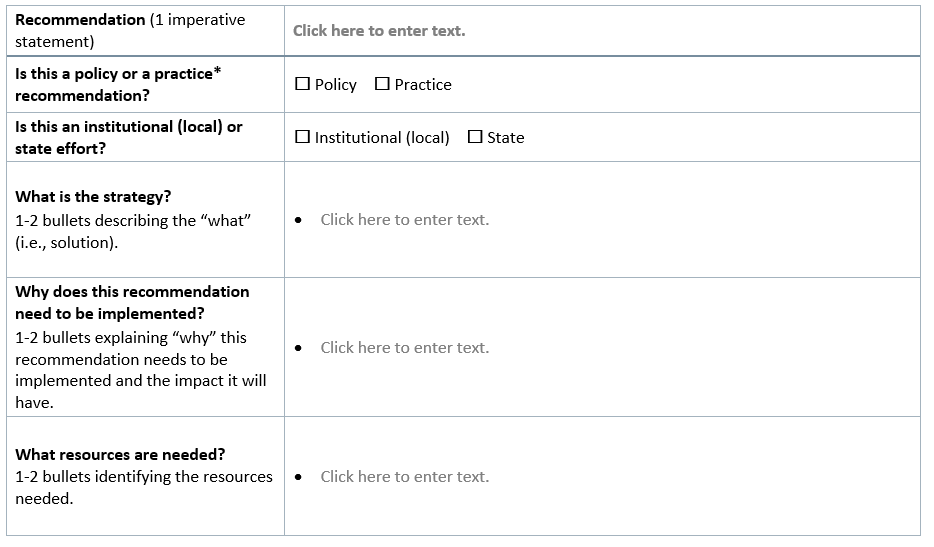 Recommendation (1 imperative
statement)
Click here to enter text.
Is this a policy or a practice*
recommendation?
☐ Policy ☐ Practice
Is this an institutional (local) or
state effort?
☐ Institutional (local) ☐ State
What is the strategy?
1-2 bullets describing the “what”
(i.e., solution).
• Click here to enter text.
Why does this recommendation
need to be implemented?
1-2 bullets explaining “why” this
recommendation needs to be
implemented and the impact it will
have.
• Click here to enter text.
What resources are needed?
1-2 bullets identifying the resources
needed.
• Click here to enter text.